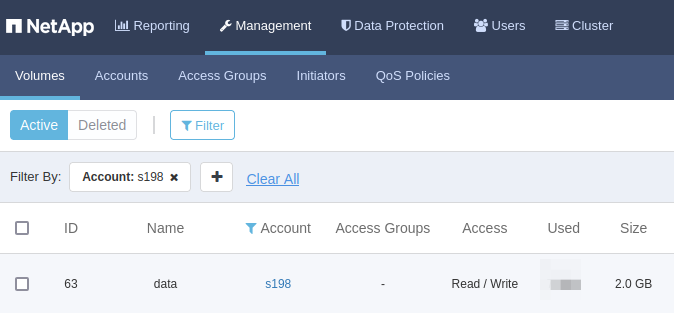 NetApp Reporting Management Data Protection Users Cluster
Volumes Accounts Access Groups Initiators QoS Policies
Active Deleted Filter
Filter By: Account: s198 Clear All
ID Name Account Access Groups Access Used Size
63 data s198 - Read / Write 2.0 GB